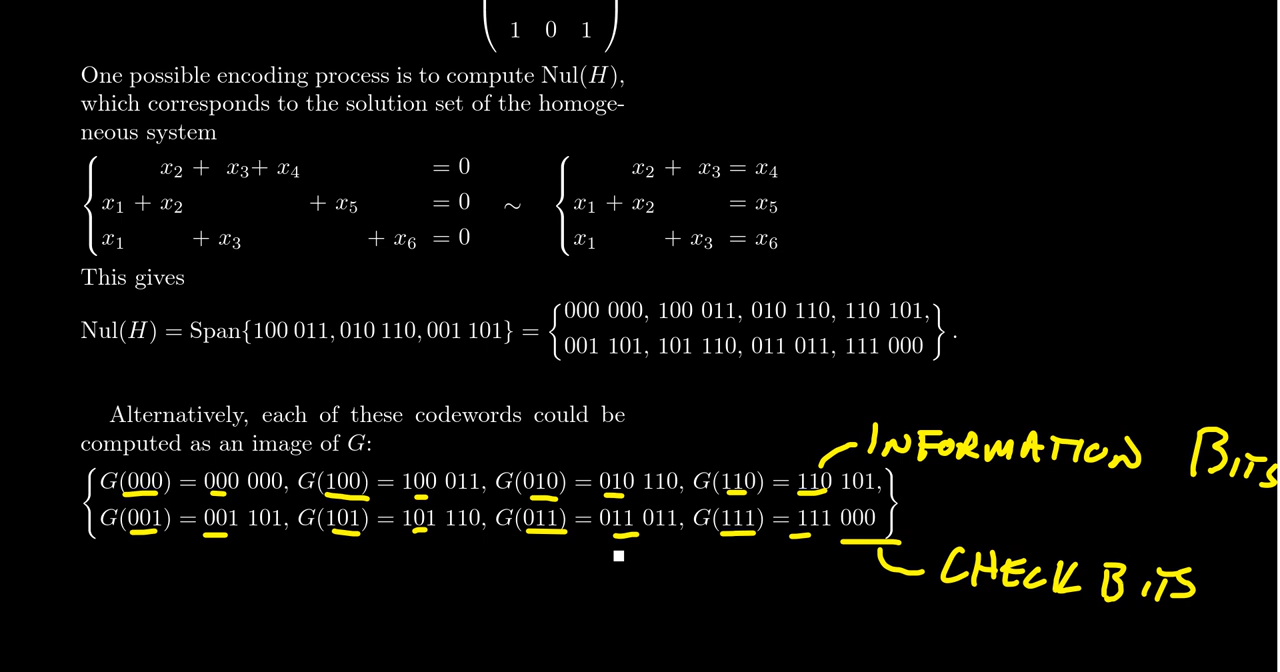 1 0 1
One possible encoding process is to compute Nul(H),
which corresponds to the solution set of the homoge-
neous system
x₂ + x₃ + x₄ = 0
x₁ + x₂ + x₅ = 0 ∼
x₁ + x₃ + x₆ = 0
x₂ + x₃ = x₄
x₁ + x₂ = x₅
x₁ + x₃ = x₆
This gives
Nul(H) = Span{100 011, 010 110, 001 101} = {000 000, 100 011, 010 110, 110 101,
001 101, 101 110, 011 011, 111 000}.
Alternatively, each of these codewords could be
computed as an image of G:
{G(000) = 000 000, G(100) = 100 011, G(010) = 010 110, G(110) = 110 101,
G(001) = 001 101, G(101) = 101 110, G(011) = 011 011, G(111) = 111 000}
INFORMATION BITS
CHECK BITS